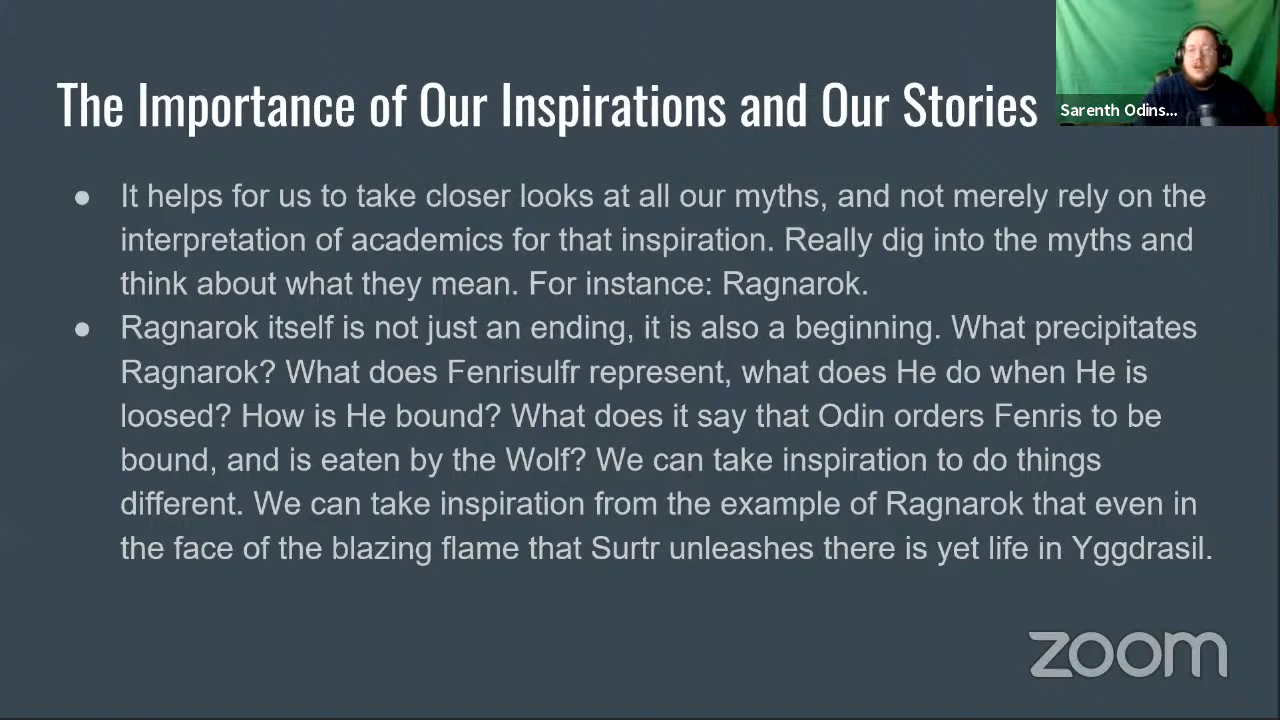 The Importance of Our Inspirations and Our Stories
Sarenth Odins...
● It helps for us to take closer looks at all our myths, and not merely rely on the
interpretation of academics for that inspiration. Really dig into the myths and
think about what they mean. For instance: Ragnarok.
● Ragnarok itself is not just an ending, it is also a beginning. What precipitates
Ragnarok? What does Fenrisulfr represent, what does He do when He is
loosed? How is He bound? What does it say that Odin orders Fenris to be
bound, and is eaten by the Wolf? We can take inspiration to do things
different. We can take inspiration from the example of Ragnarok that even in
the face of the blazing flame that Surtr unleashes there is yet life in Yggdrasil.
zoom